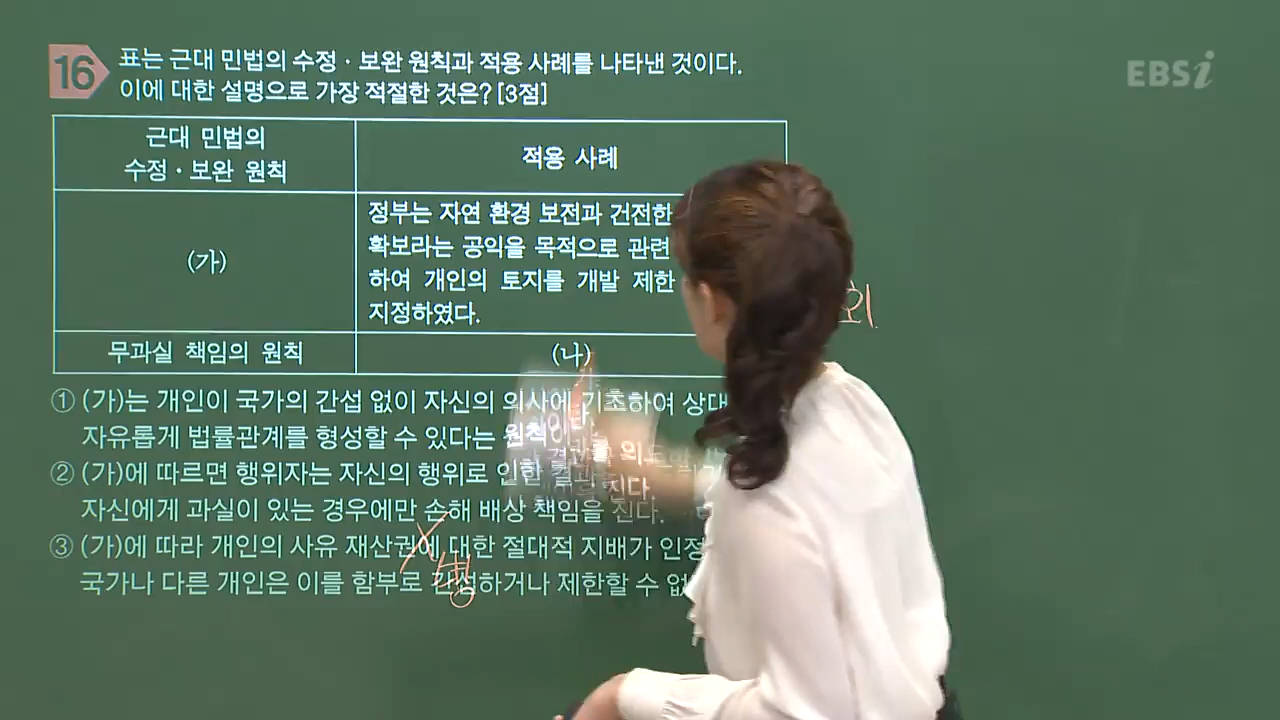 16
표는 근대 민법의 수정·보완 원칙과 적용 사례를 나타낸 것이다.
이에 대한 설명으로 가장 적절한 것은? [3점]
EBSi
근대 민법의
수정·보완 원칙
적용 사례
(가)
정부는 자연 환경 보전과 건전한
확보라는 공익을 목적으로 관련
하여 개인의 토지를 개발 제한
지정하였다.
무과실 책임의 원칙
(나)
① (가)는 개인이 국가의 간섭 없이 자신의 의사에 기초하여 상대
자유롭게 법률관계를 형성할 수 있다는 원칙
② (가)에 따르면 행위자는 자신의 행위로 인한
자신에게 과실이 있는 경우에만 손해 배상 책임을 진다.
③ (가)에 따라 개인의 사유 재산권에 대한 절대적 지배가 인정
국가나 다른 개인은 이를 함부로 간섭하거나 제한할 수 없